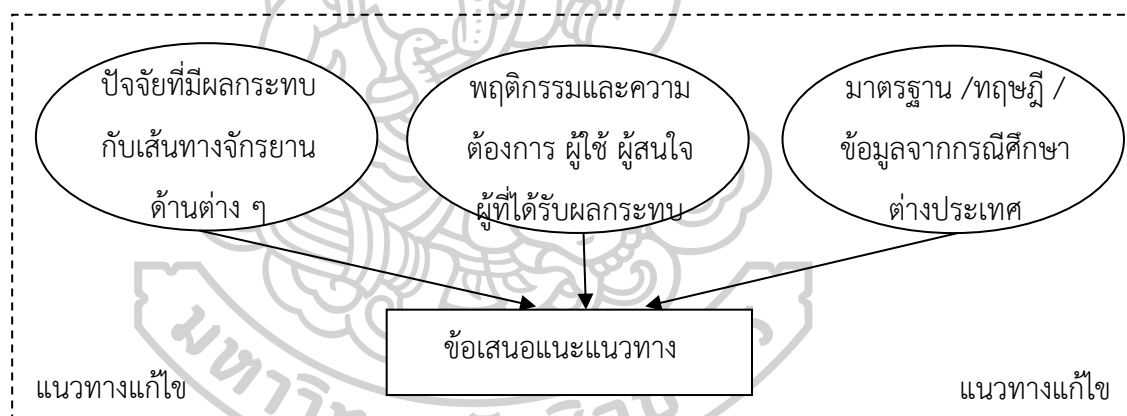 ปัจจัยที่มีผลกระทบ
กับเส้นทางจักรยาน
ด้านต่าง ๆ
พฤติกรรมและความ
ต้องการ ผู้ใช้ ผู้สนใจ
ผู้ที่ได้รับผลกระทบ
มาตรฐาน /ทฤษฎี /
ข้อมูลจากกรณีศึกษา
ต่างประเทศ
ข้อเสนอแนะแนวทาง
แนวทางแก้ไข
แนวทางแก้ไข